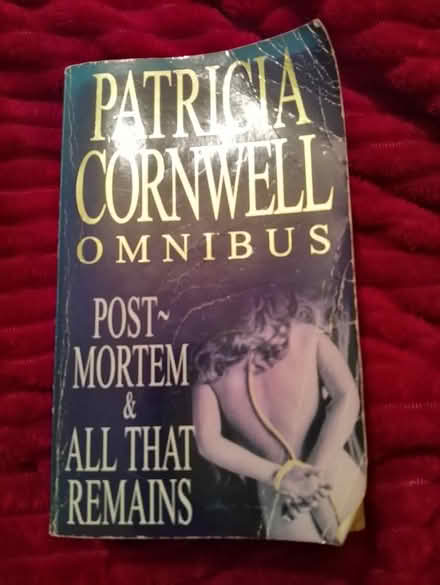 PATRICIA
CORNWELL
OMNIBUS
POST~
MORTEM
&
ALL THAT
REMAINS